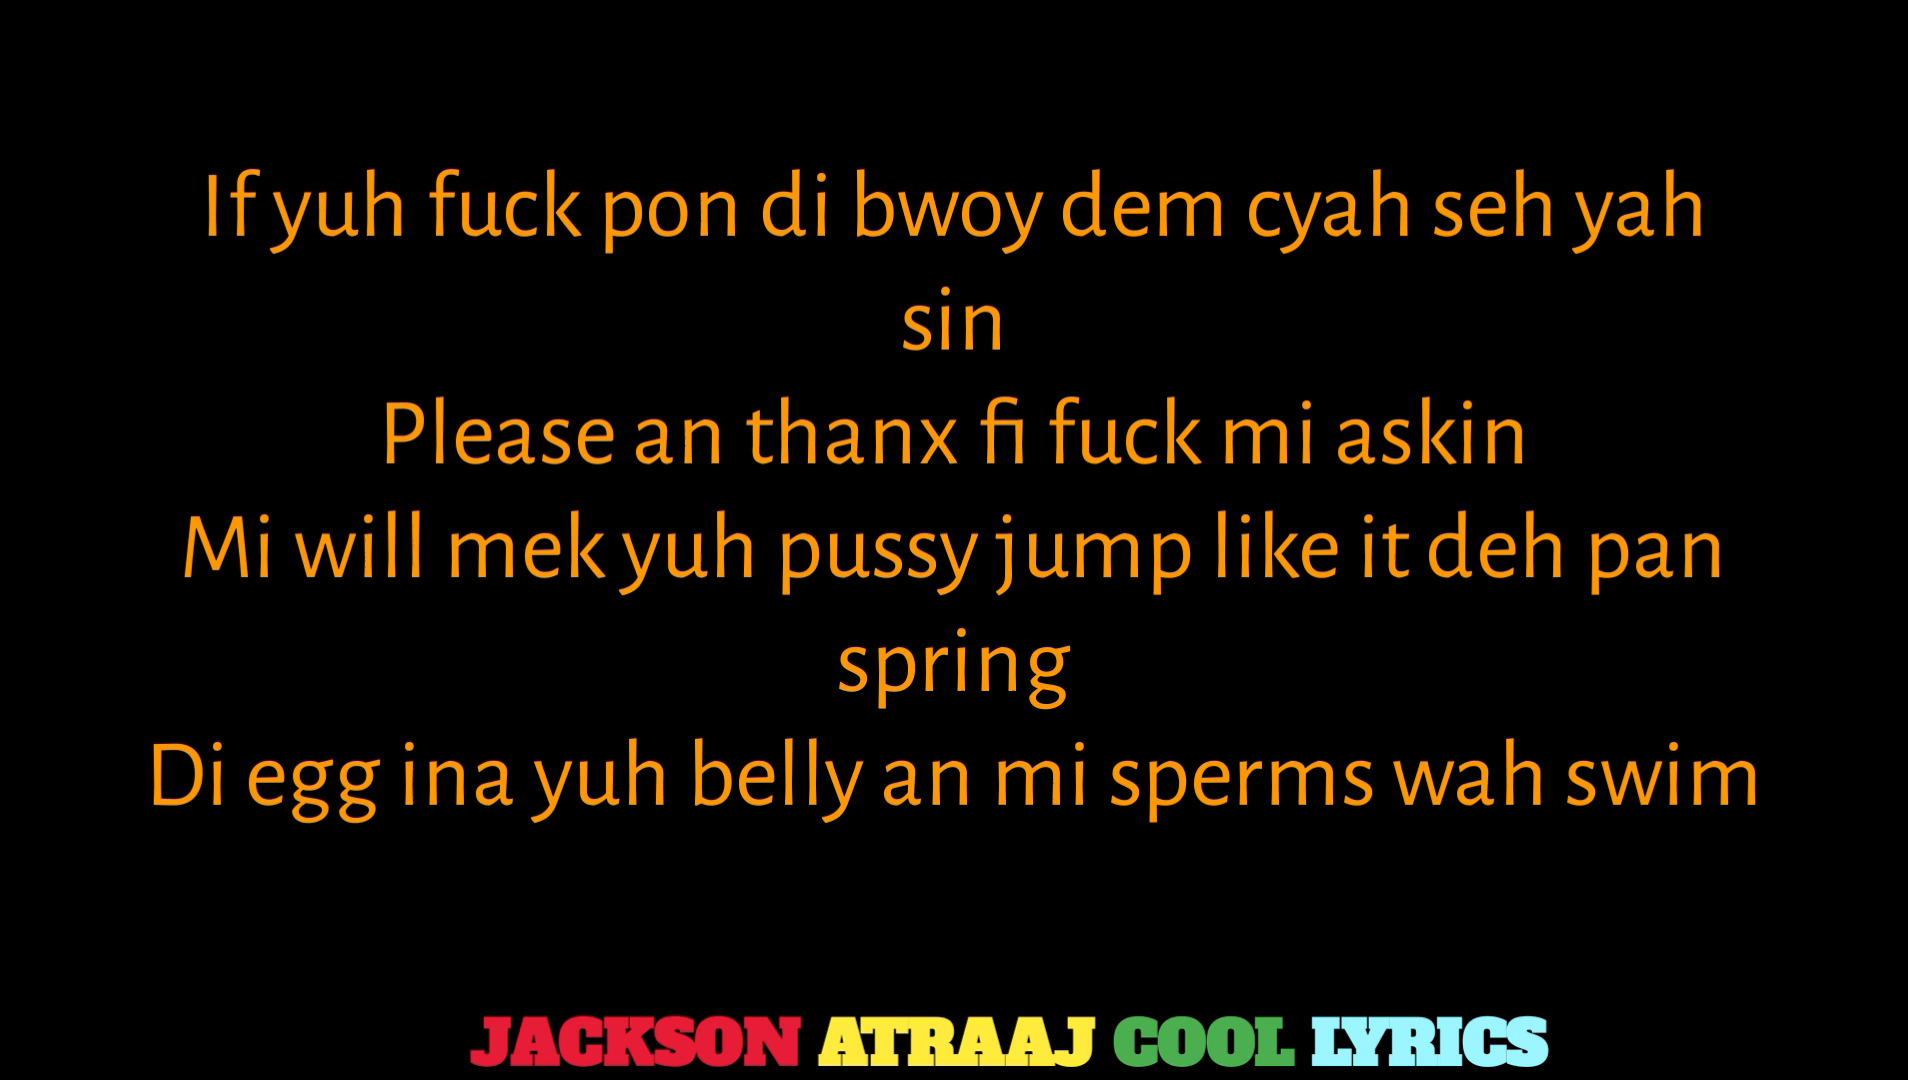 If yuh fuck pon di bwoy dem cyah seh yah
sin
Please an thanx fi fuck mi askin
Mi will mek yuh pussy jump like it deh pan
spring
Di egg ina yuh belly an mi sperms wah swim
JACKSON ATRAAJ COOL LYRICS